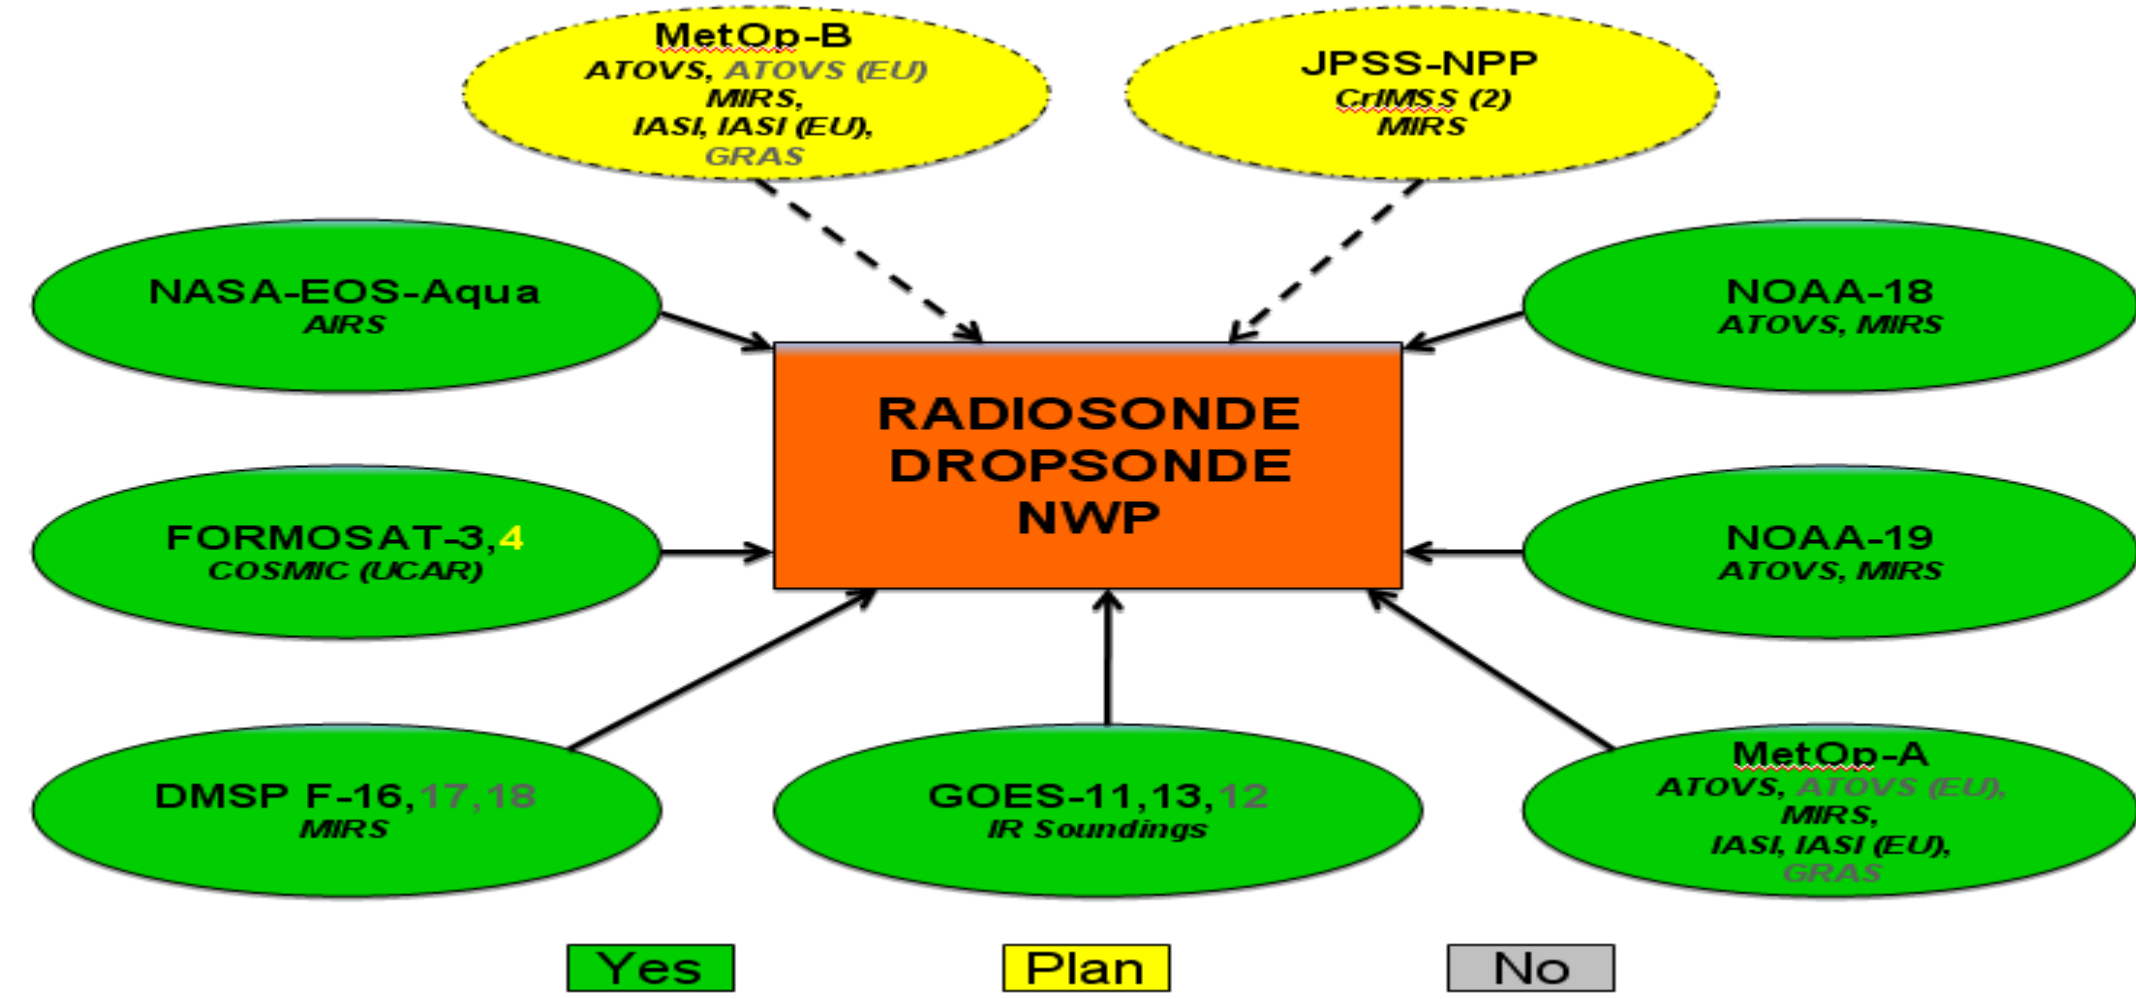 MetOp-B
ATOVS, ATOVS (EU)
MIRS,
IASI, IASI (EU),
GRAS
JPSS-NPP
CrIMSS (2)
MIRS
NASA-EOS-Aqua
AIRS
NOAA-18
ATOVS, MIRS
RADIOSONDE
DROPSONDE
NWP
FORMOSAT-3,4
COSMIC (UCAR)
NOAA-19
ATOVS, MIRS
DMSP F-16,17,18
MIRS
GOES-11,13,12
IR Soundings
MetOp-A
ATOVS, ATOVS (EU),
MIRS,
IASI, IASI (EU),
GRAS
Yes
Plan
No